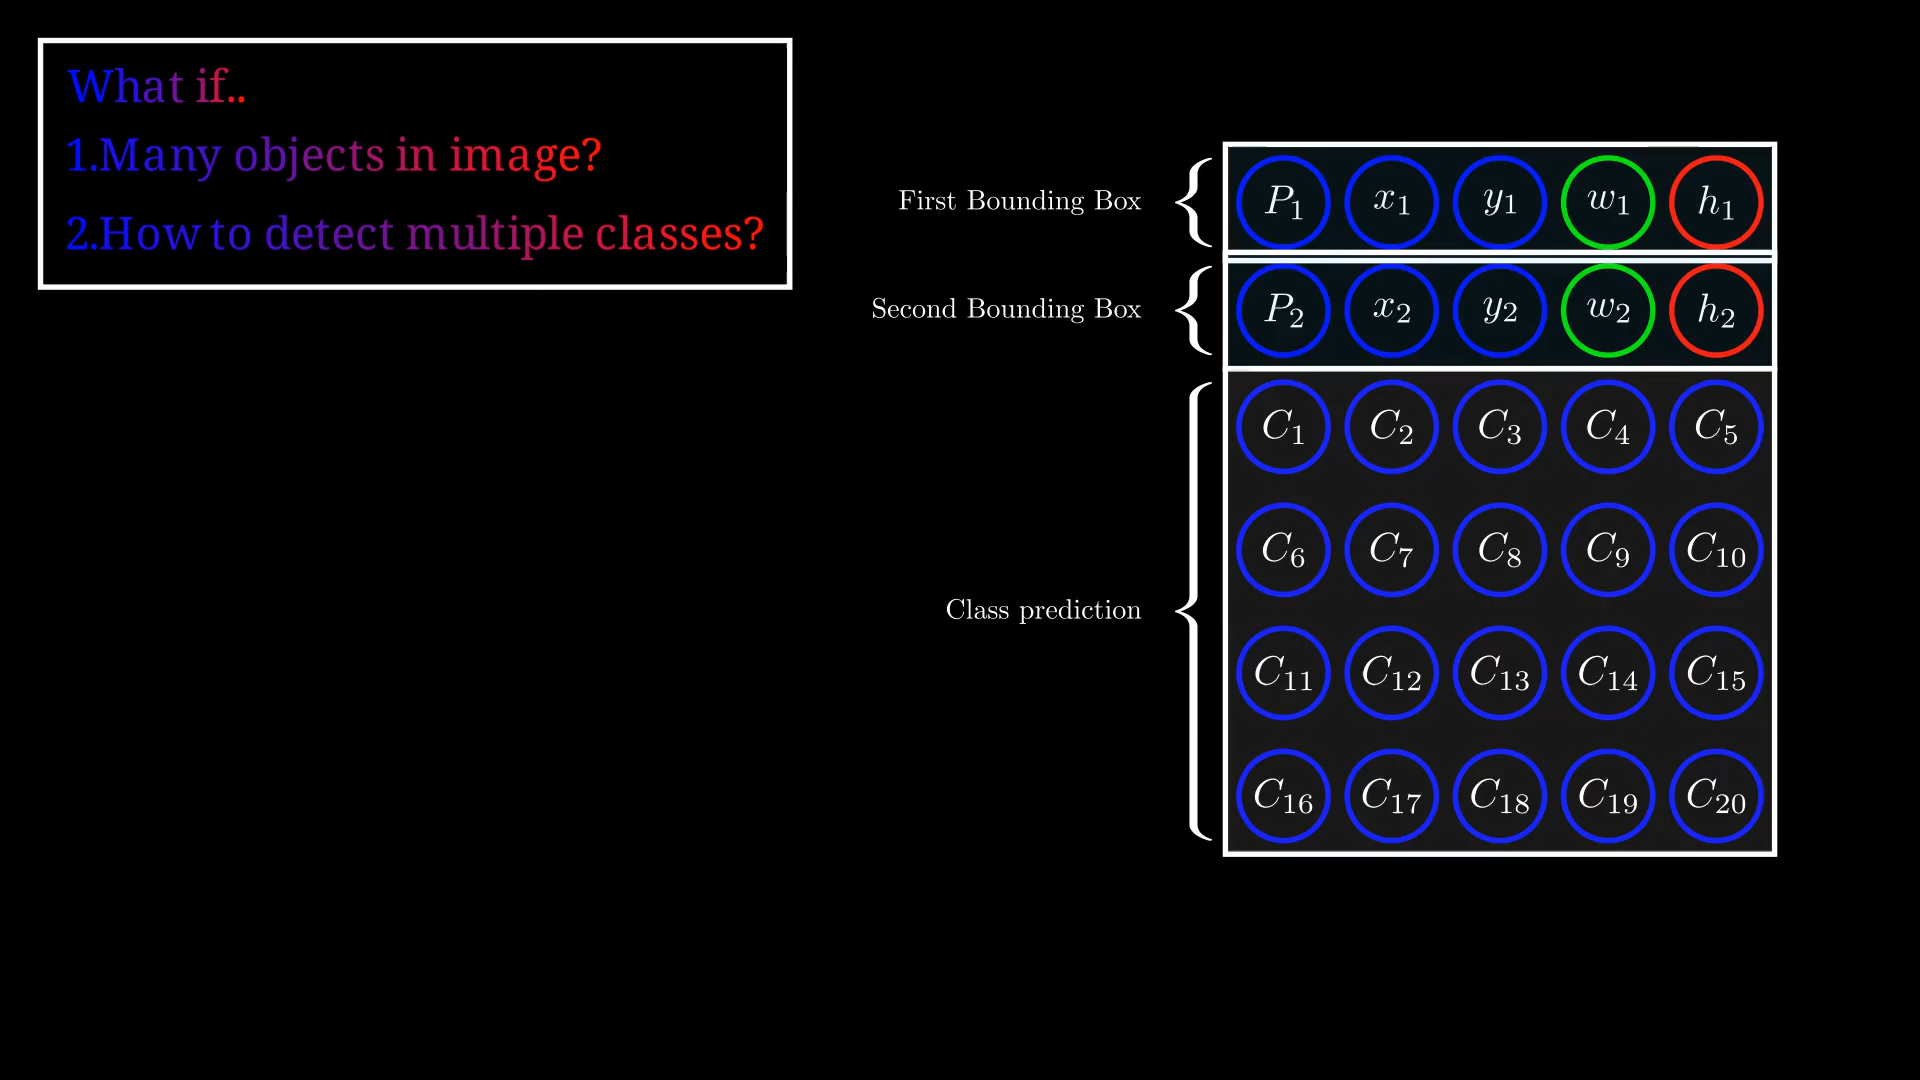 What if..
1.Many objects in image?
2.How to detect multiple classes?
First Bounding Box
P₁ x₁ y₁ w₁ h₁
Second Bounding Box
P₂ x₂ y₂ w₂ h₂
Class prediction
C₁ C₂ C₃ C₄ C₅
C₆ C₇ C₈ C₉ C₁₀
C₁₁ C₁₂ C₁₃ C₁₄ C₁₅
C₁₆ C₁₇ C₁₈ C₁₉ C₂₀